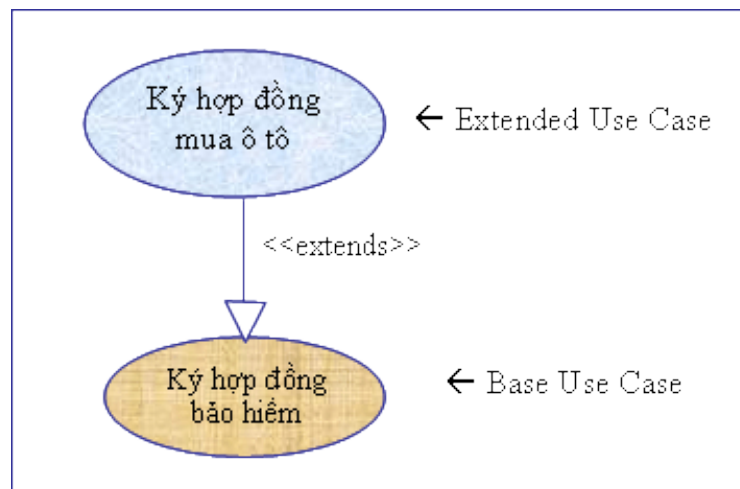 Ký hợp đồng
mua ô tô
← Extended Use Case
<<extends>>
Ký hợp đồng
bảo hiểm
← Base Use Case